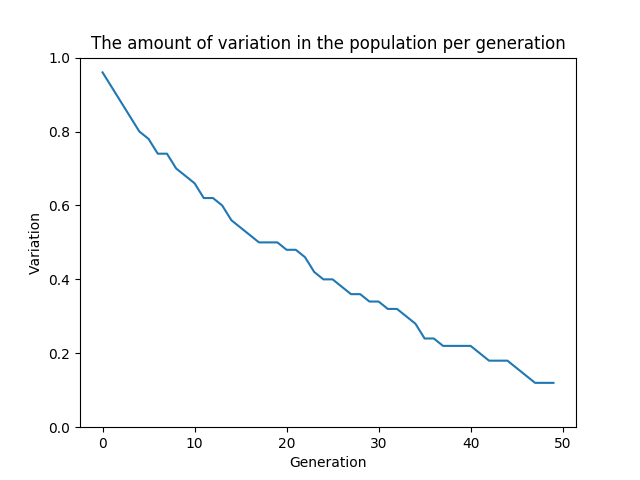 The amount of variation in the population per generation
1.0
0.8
0.6
0.4
0.2
0.0
Variation
0 10 20 30 40 50
Generation